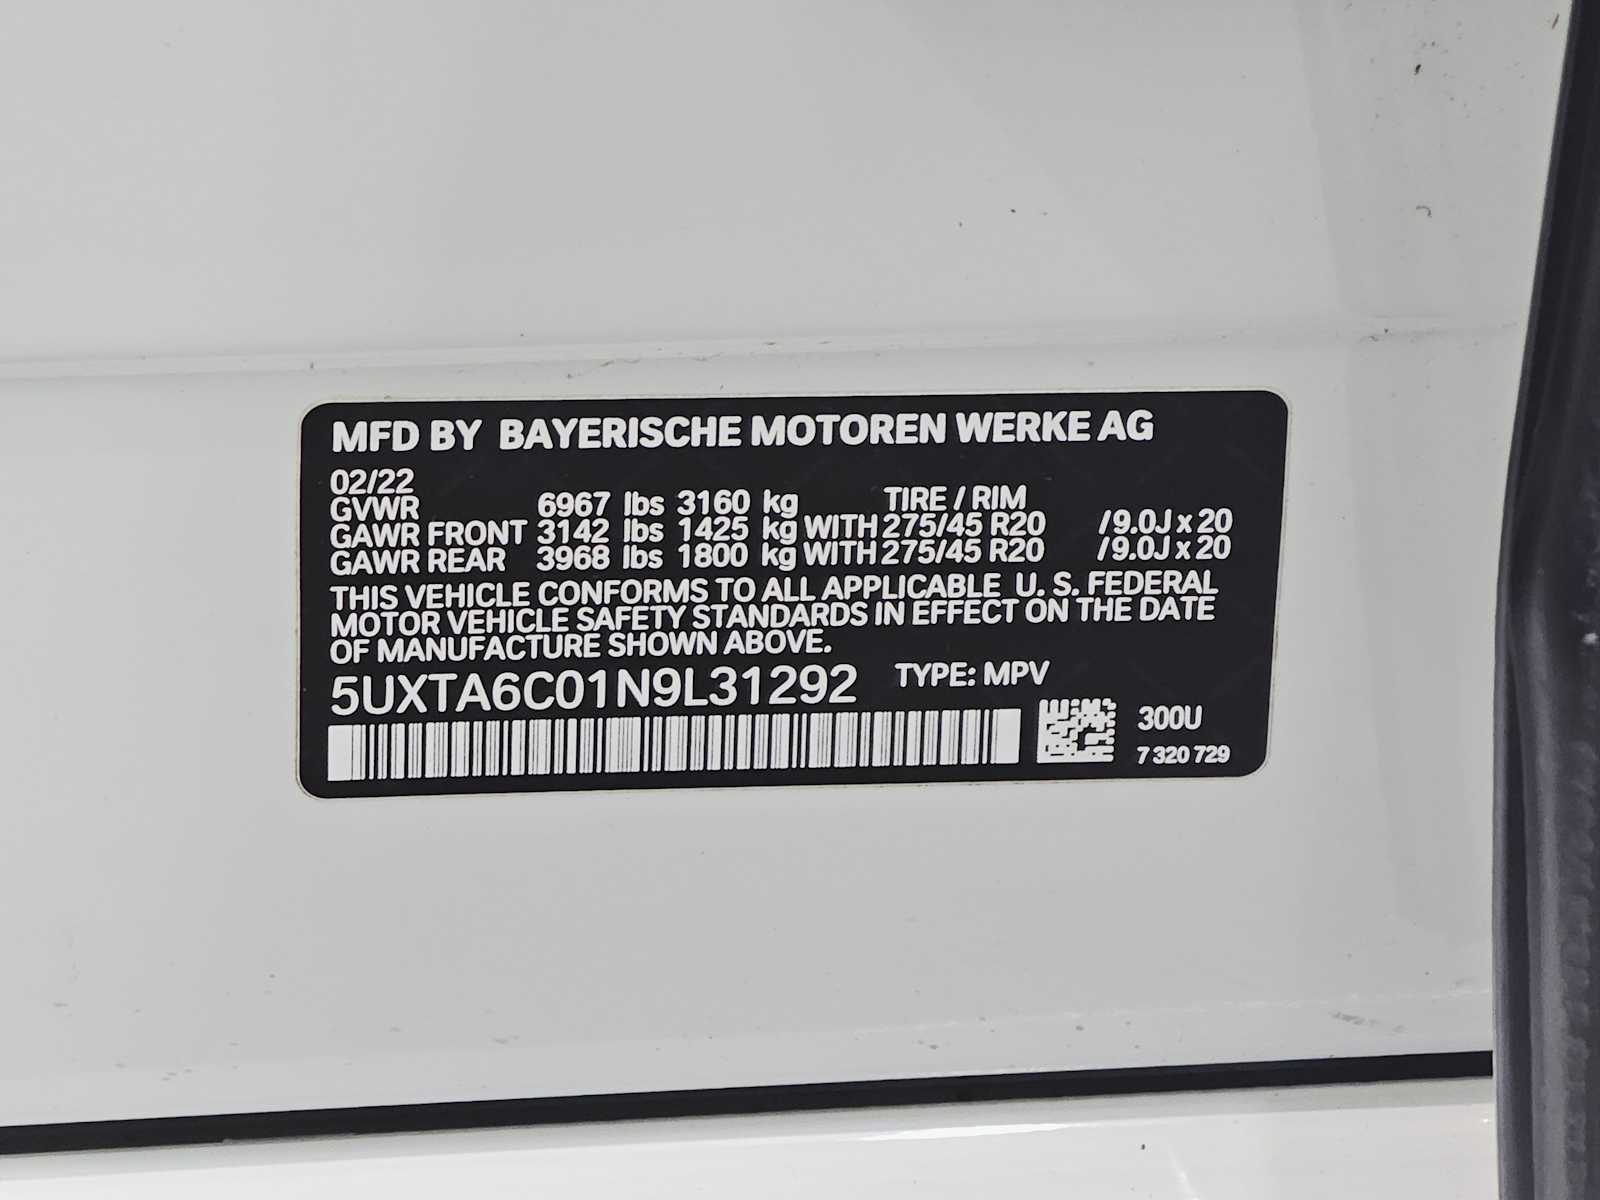 MFD BY BAYERISCHE MOTOREN WERKE AG
02/22
GVWR 6967 lbs 3160 kg TIRE / RIM
GAWR FRONT 3142 lbs 1425 kg WITH 275/45 R20 /9.0J x 20
GAWR REAR 3968 lbs 1800 kg WITH 275/45 R20 /9.0J x 20
THIS VEHICLE CONFORMS TO ALL APPLICABLE U. S. FEDERAL
MOTOR VEHICLE SAFETY STANDARDS IN EFFECT ON THE DATE
OF MANUFACTURE SHOWN ABOVE.
5UXTA6C01N9L31292 TYPE: MPV
300U
7 320 729